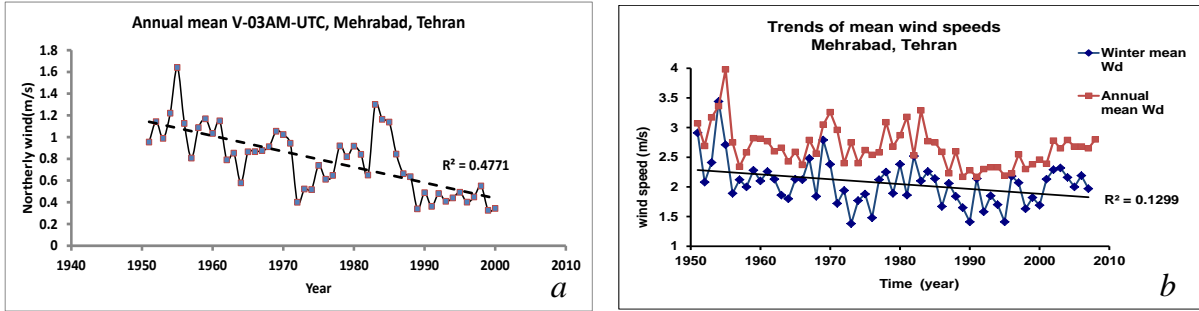 Annual mean V-03AM-UTC, Mehrabad, Tehran
Northerly wind(m/s)
1.8
1.6
1.4
1.2
1
0.8
0.6
0.4
0.2
0
R² = 0.4771
1940 1950 1960 1970 1980 1990 2000 2010
Year
a
Trends of mean wind speeds
Mehrabad, Tehran
Winter mean
Wd
Annual
mean Wd
wind speed (m/s)
4
3.5
3
2.5
2
1.5
1
R² = 0.1299
1950 1960 1970 1980 1990 2000 2010
Time (year)
b